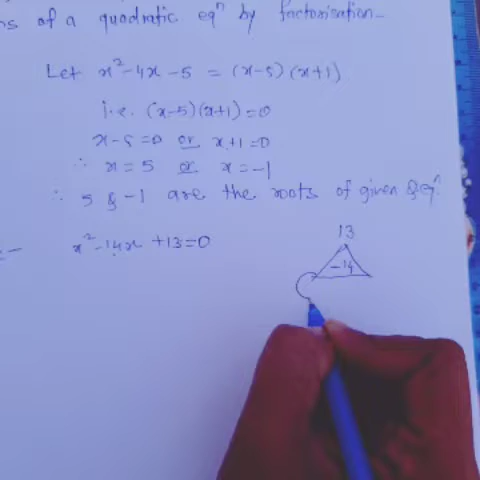 ns of a quadratic eqⁿ by factorisation-
Let x²-4x-5 = (x-5)(x+1)
i.e. (x-5)(x+1)=0
x-5=0 or x+1=0
∴ x=5 or x=-1
∴ 5 & -1 are the roots of given Q.eqⁿ
:- x²-14x+13=0
13
-14